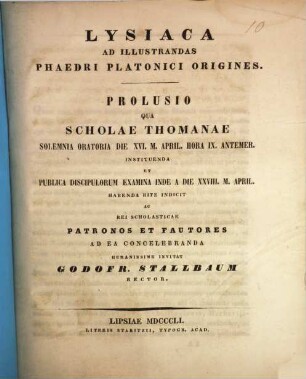 10
LYSIACA
AD ILLUSTRANDAS
PHAEDRI PLATONICI ORIGINES.
PROLUSIO
QUA
SCHOLAE THOMANAE
SOLEMNIA ORATORIA DIE XVI. M. APRIL. HORA IX. ANTEMER.
INSTITUENDA
ET
PUBLICA DISCIPULORUM EXAMINA INDE A DIE XXVIII. M. APRIL.
HABENDA RITE INDICIT
AC
REI SCHOLASTICAE
PATRONOS ET FAUTORES
AD EA CONCELEBRANDA
HUMANISSIME INVITAT
GODOFR. STALLBAUM
RECTOR.
LIPSIAE MDCCCLI.
LITERIS STARITZII, TYPOGR. ACAD.